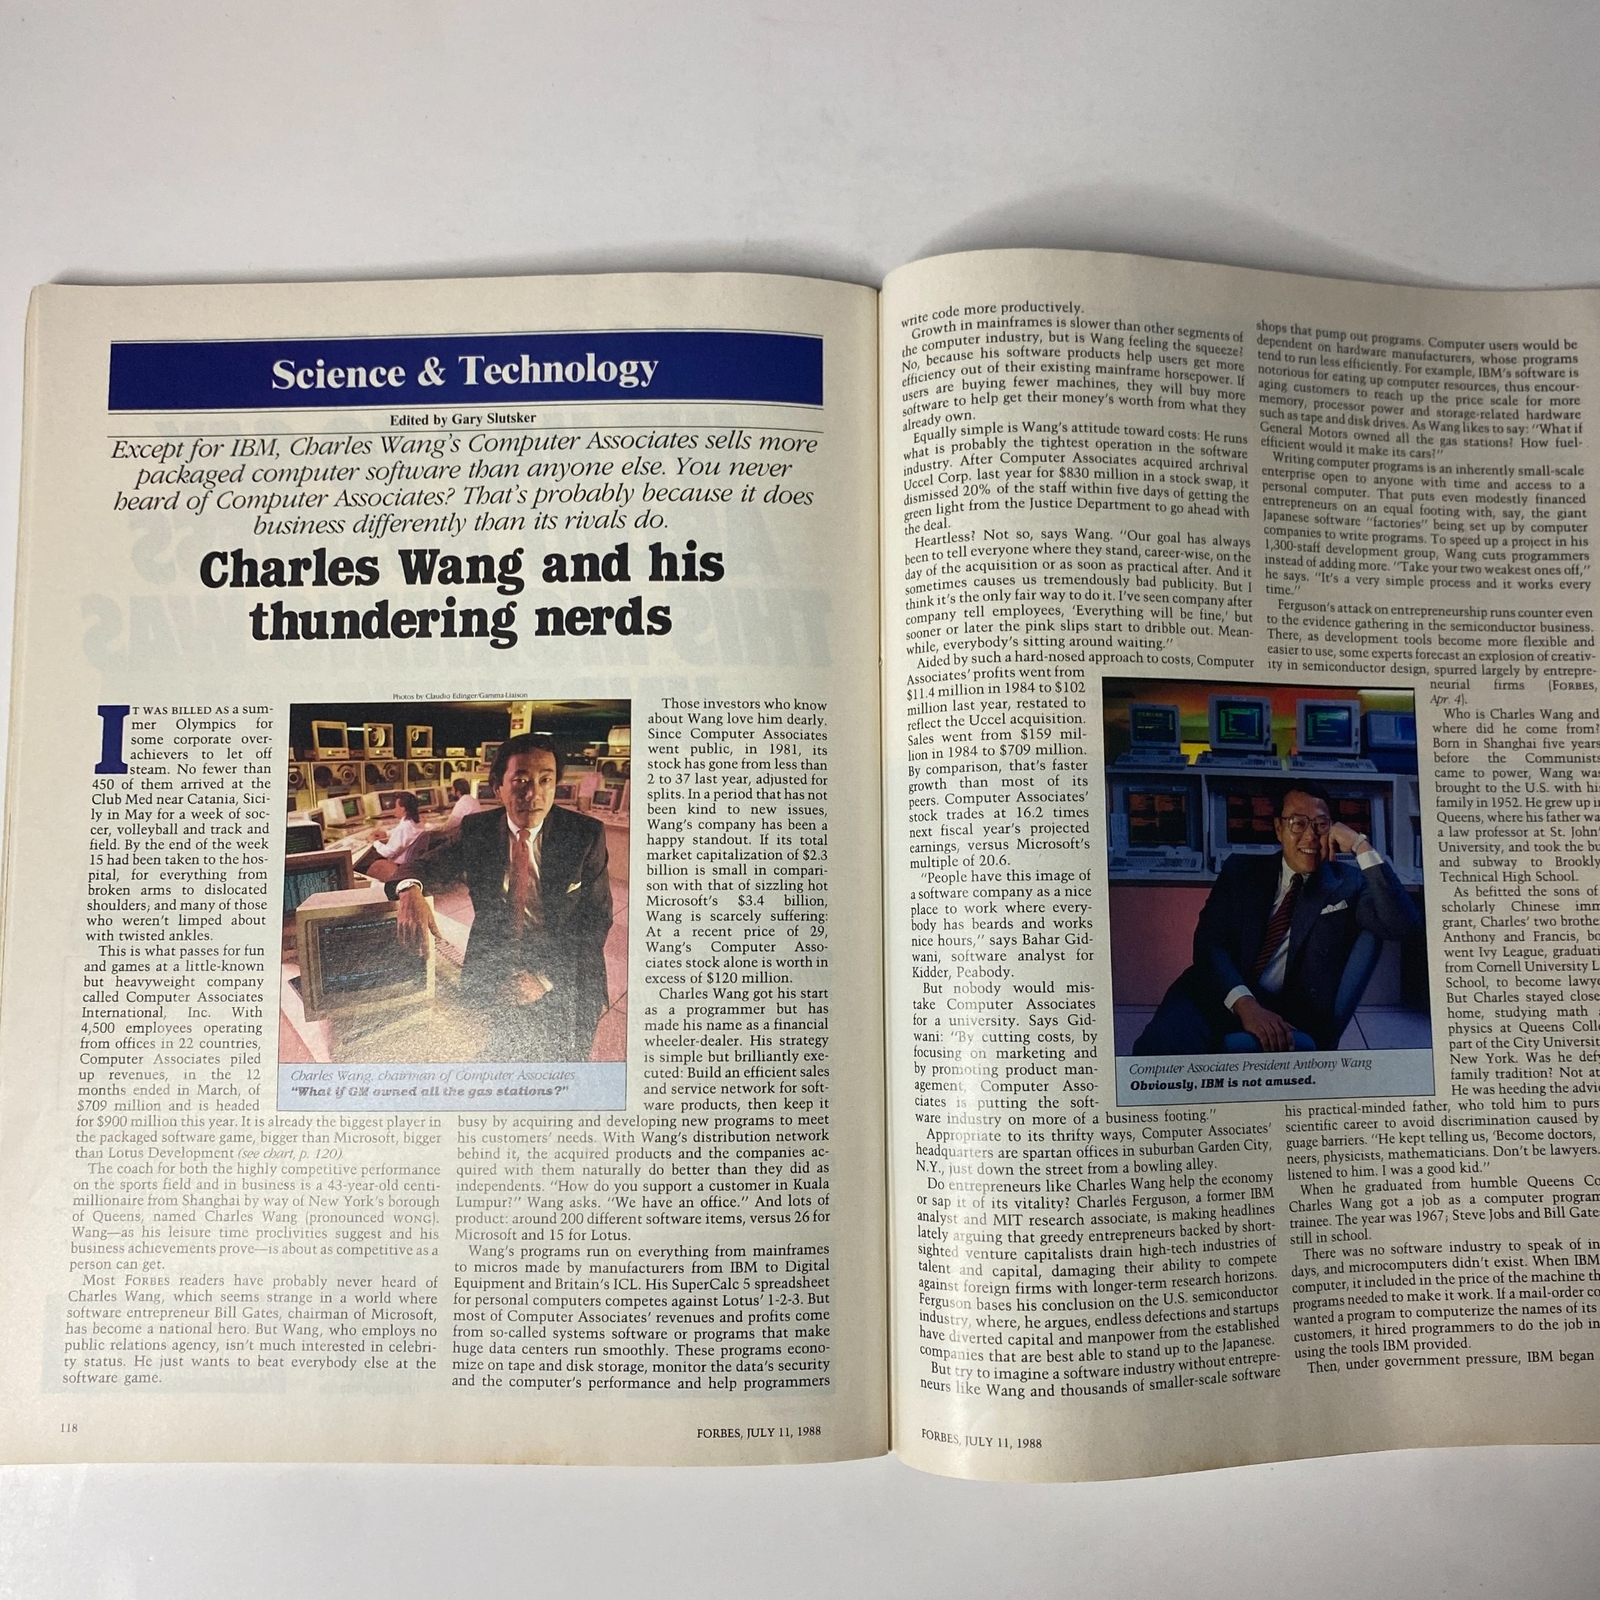 Science & Technology
Edited by Gary Slutsker
Except for IBM, Charles Wang's Computer Associates sells more
packaged computer software than anyone else. You never
heard of Computer Associates? That's probably because it does
business differently than its rivals do.
Charles Wang and his
thundering nerds
Photos by Claudio Edinger/Gamma-Liaison
IT WAS BILLED AS a sum-
mer Olympics for
some corporate over-
achievers to let off
steam. No fewer than
450 of them arrived at the
Club Med near Catania, Sici-
ly in May for a week of soc-
cer, volleyball and track and
field. By the end of the week
15 had been taken to the hos-
pital, for everything from
broken arms to dislocated
shoulders, and many of those
who weren't limped about
with twisted ankles.
This is what passes for fun
and games at a little-known
but heavyweight company
called Computer Associates
International, Inc. With
4,500 employees operating
from offices in 22 countries,
Computer Associates piled
up revenues, in the 12
months ended in March, of
$709 million and is headed
for $900 million this year. It is already the biggest player in
the packaged software game, bigger than Microsoft, bigger
than Lotus Development (see chart, p. 120).
The coach for both the highly competitive performance
on the sports field and in business is a 43-year-old centi-
millionaire from Shanghai by way of New York's borough
of Queens, named Charles Wang (pronounced WONG).
Wang—as his leisure time proclivities suggest and his
business achievements prove—is about as competitive as a
person can get.
Most FORBES readers have probably never heard of
Charles Wang, which seems strange in a world where
software entrepreneur Bill Gates, chairman of Microsoft,
has become a national hero. But Wang, who employs no
public relations agency, isn't much interested in celebri-
ty status. He just wants to beat everybody else at the
software game.
Charles Wang, chairman of Computer Associates
"What if GM owned all the gas stations?"
Those investors who know
about Wang love him dearly.
Since Computer Associates
went public, in 1981, its
stock has gone from less than
2 to 37 last year, adjusted for
splits. In a period that has not
been kind to new issues,
Wang's company has been a
happy standout. If its total
market capitalization of $2.3
billion is small in compari-
son with that of sizzling hot
Microsoft's $3.4 billion,
Wang is scarcely suffering:
At a recent price of 29,
Wang's Computer Asso-
ciates stock alone is worth in
excess of $120 million.
Charles Wang got his start
as a programmer but has
made his name as a financial
wheeler-dealer. His strategy
is simple but brilliantly exe-
cuted: Build an efficient sales
and service network for soft-
ware products, then keep it
busy by acquiring and developing new programs to meet
his customers' needs. With Wang's distribution network
behind it, the acquired products and the companies ac-
quired with them naturally do better than they did as
independents. "How do you support a customer in Kuala
Lumpur?" Wang asks. "We have an office." And lots of
product: around 200 different software items, versus 26 for
Microsoft and 15 for Lotus.
Wang's programs run on everything from mainframes
to micros made by manufacturers from IBM to Digital
Equipment and Britain's ICL. His SuperCalc 5 spreadsheet
for personal computers competes against Lotus' 1-2-3. But
most of Computer Associates' revenues and profits come
from so-called systems software or programs that make
huge data centers run smoothly. These programs econo-
mize on tape and disk storage, monitor the data's security
and the computer's performance and help programmers
118
FORBES, JULY 11, 1988
write code more productively.
Growth in mainframes is slower than other segments of
the computer industry, but is Wang feeling the squeeze?
No, because his software products help users get more
efficiency out of their existing mainframe horsepower. If
users are buying fewer machines, they will buy more
software to help get their money's worth from what they
already own.
Equally simple is Wang's attitude toward costs: He runs
what is probably the tightest operation in the software
industry. After Computer Associates acquired archrival
Uccel Corp. last year for $830 million in a stock swap, it
dismissed 20% of the staff within five days of getting the
green light from the Justice Department to go ahead with
the deal.
Heartless? Not so, says Wang. "Our goal has always
been to tell everyone where they stand, career-wise, on the
day of the acquisition or as soon as practical after. And it
sometimes causes us tremendously bad publicity. But I
think it's the only fair way to do it. I've seen company after
company tell employees, 'Everything will be fine,' but
sooner or later the pink slips start to dribble out. Mean-
while, everybody's sitting around waiting."
Aided by such a hard-nosed approach to costs, Computer
Associates' profits went from
$11.4 million in 1984 to $102
million last year, restated to
reflect the Uccel acquisition.
Sales went from $159 mil-
lion in 1984 to $709 million.
By comparison, that's faster
growth than most of its
peers. Computer Associates'
stock trades at 16.2 times
next fiscal year's projected
earnings, versus Microsoft's
multiple of 20.6.
"People have this image of
a software company as a nice
place to work where every-
body has beards and works
nice hours," says Bahar Gid-
wani, software analyst for
Kidder, Peabody.
But nobody would mis-
take Computer Associates
for a university. Says Gid-
wani: "By cutting costs, by
focusing on marketing and
by promoting product man-
agement, Computer Asso-
ciates is putting the soft-
ware industry on more of a business footing."
Appropriate to its thrifty ways, Computer Associates'
headquarters are spartan offices in suburban Garden City,
N.Y., just down the street from a bowling alley.
Do entrepreneurs like Charles Wang help the economy
or sap it of its vitality? Charles Ferguson, a former IBM
analyst and MIT research associate, is making headlines
lately arguing that greedy entrepreneurs backed by short-
sighted venture capitalists drain high-tech industries of
talent and capital, damaging their ability to compete
against foreign firms with longer-term research horizons.
Ferguson bases his conclusion on the U.S. semiconductor
industry, where, he argues, endless defections and startups
have diverted capital and manpower from the established
companies that are best able to stand up to the Japanese.
But try to imagine a software industry without entrepre-
neurs like Wang and thousands of smaller-scale software
Computer Associates President Anthony Wang
Obviously, IBM is not amused.
shops that pump out programs. Computer users would be
dependent on hardware manufacturers, whose programs
tend to run less efficiently. For example, IBM's software is
notorious for eating up computer resources, thus encour-
aging customers to reach up the price scale for more
memory, processor power and storage-related hardware
such as tape and disk drives. As Wang likes to say: "What if
General Motors owned all the gas stations? How fuel-
efficient would it make its cars?"
Writing computer programs is an inherently small-scale
enterprise open to anyone with time and access to a
personal computer. That puts even modestly financed
entrepreneurs on an equal footing with, say, the giant
Japanese software "factories" being set up by computer
companies to write programs. To speed up a project in his
1,300-staff development group, Wang cuts programmers
instead of adding more. "Take your two weakest ones off,"
he says. "It's a very simple process and it works every
time."
Ferguson's attack on entrepreneurship runs counter even
to the evidence gathering in the semiconductor business.
There, as development tools become more flexible and
easier to use, some experts forecast an explosion of creativ-
ity in semiconductor design, spurred largely by entrepre-
neurial firms (FORBES,
Apr. 4).
Who is Charles Wang and
where did he come from?
Born in Shanghai five years
before the Communists
came to power, Wang was
brought to the U.S. with his
family in 1952. He grew up in
Queens, where his father wa
a law professor at St. John'
University, and took the bu
and subway to Brookly
Technical High School.
As befitted the sons of
scholarly Chinese imm
grant, Charles' two brothe
Anthony and Francis, bo
went Ivy League, graduati
from Cornell University L
School, to become lawye
But Charles stayed close
home, studying math
physics at Queens Coll
part of the City Universit
New York. Was he defy
family tradition? Not at
He was heeding the advi
his practical-minded father, who told him to purs
scientific career to avoid discrimination caused by
guage barriers. "He kept telling us, 'Become doctors,
neers, physicists, mathematicians. Don't be lawyers.
listened to him. I was a good kid."
When he graduated from humble Queens Co
Charles Wang got a job as a computer program
trainee. The year was 1967; Steve Jobs and Bill Gate
still in school.
There was no software industry to speak of in
days, and microcomputers didn't exist. When IBM
computer, it included in the price of the machine th
programs needed to make it work. If a mail-order co
wanted a program to computerize the names of its
customers, it hired programmers to do the job in
using the tools IBM provided.
Then, under government pressure, IBM began
FORBES, JULY 11, 1988